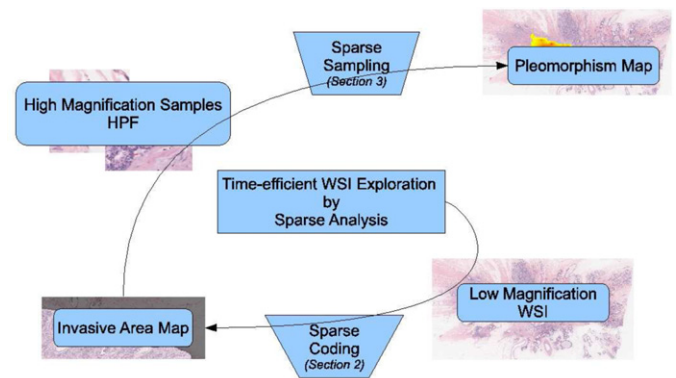 Sparse
Sampling
(Section 3)
Pleomorphism Map
High Magnification Samples
HPF
Time-efficient WSI Exploration
by
Sparse Analysis
Low Magnification
WSI
Invasive Area Map
Sparse
Coding
(Section 2)